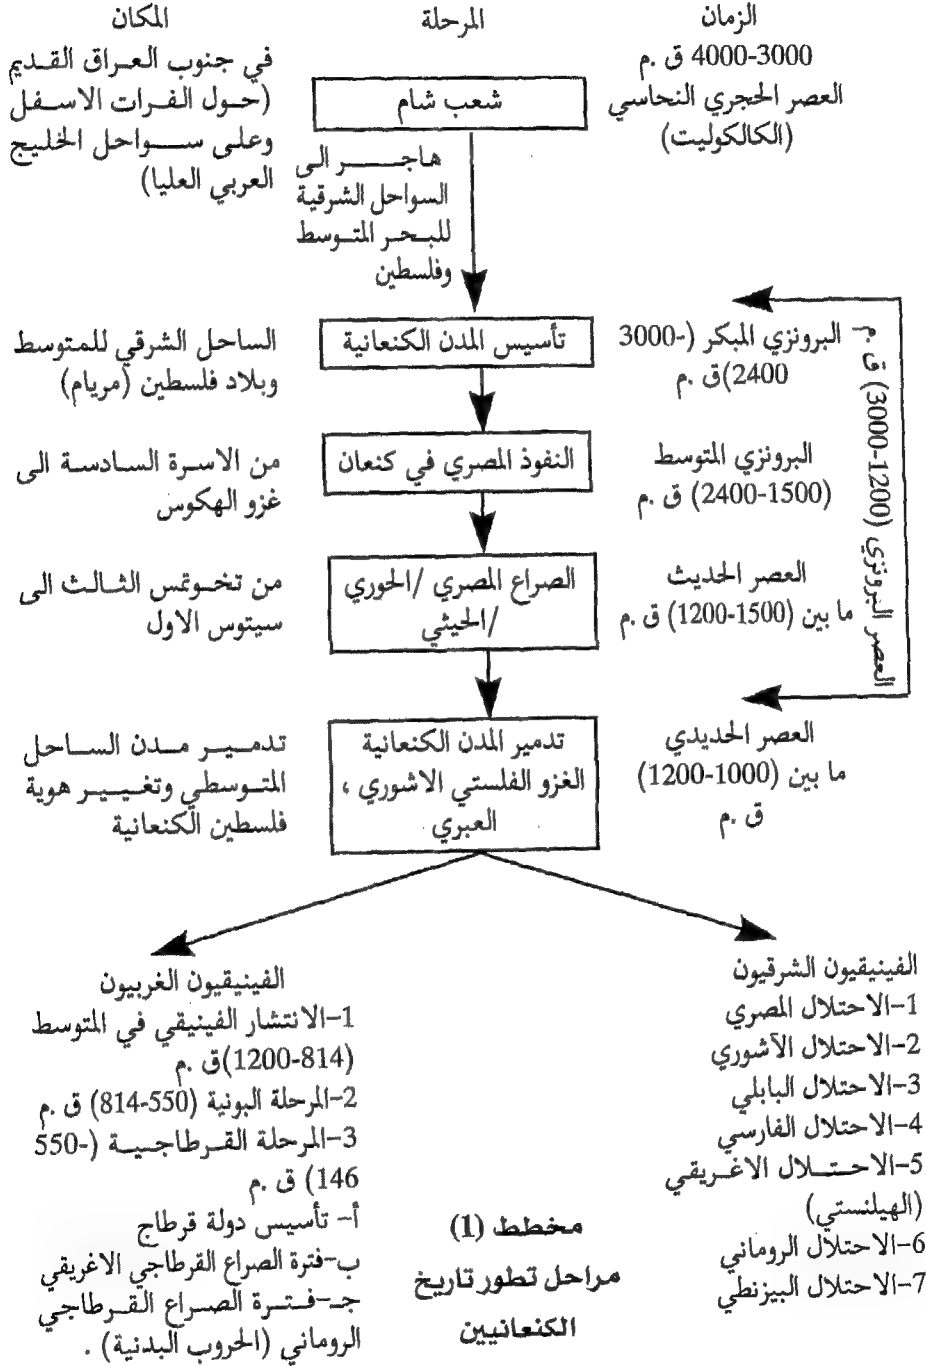 الزمان
المرحلة
المكان
4000-3000 ق .م
العصر الحجري النحاسي
(الكالكوليت)
شعب شام
في جنوب العراق القديم
(حول الفرات الاسفل
وعلى سواحل الخليج
العربي العليا)
هاجر الى
السواحل الشرقية
للبحر المتوسط
وفلسطين
العصر البرونزي (3000-1200) ق .م
البرونزي المبكر (3000-
2400)ق .م
تأسيس المدن الكنعانية
الساحل الشرقي للمتوسط
وبلاد فلسطين (مريام)
البرونزي المتوسط
(2400-1500) ق .م
النفوذ المصري في كنعان
من الاسرة السادسة الى
غزو الهكوس
العصر الحديث
ما بين (1500-1200) ق .م
الصراع المصري /الحوري
/الحيثي
من تخوتمس الثالث الى
سيتوس الاول
العصر الحديدي
ما بين (1000-1200)
ق .م
تدمير المدن الكنعانية
الغزو الفلستي الاشوري ،
العبري
تدمير مدن الساحل
المتوسطي وتغيير هوية
فلسطين الكنعانية
الفينيقيون الشرقيون
1-الاحتلال المصري
2-الاحتلال الآشوري
3-الاحتلال البابلي
4-الاحتلال الفارسي
5-الاحتلال الاغريقي
(الهيلنستي)
6-الاحتلال الروماني
7-الاحتلال البيزنطي
الفينيقيون الغربيون
1-الانتشار الفينيقي في المتوسط
(1200-814)ق .م
2-المرحلة البونية (814-550) ق .م
3-المرحلة القرطاجية (550-
146) ق .م
أ- تأسيس دولة قرطاج
ب-فترة الصراع القرطاجي الاغريقي
جـ-فترة الصراع القرطاجي
الروماني (الحروب البدنية) .
مخطط (1)
مراحل تطور تاريخ
الكنعانيين